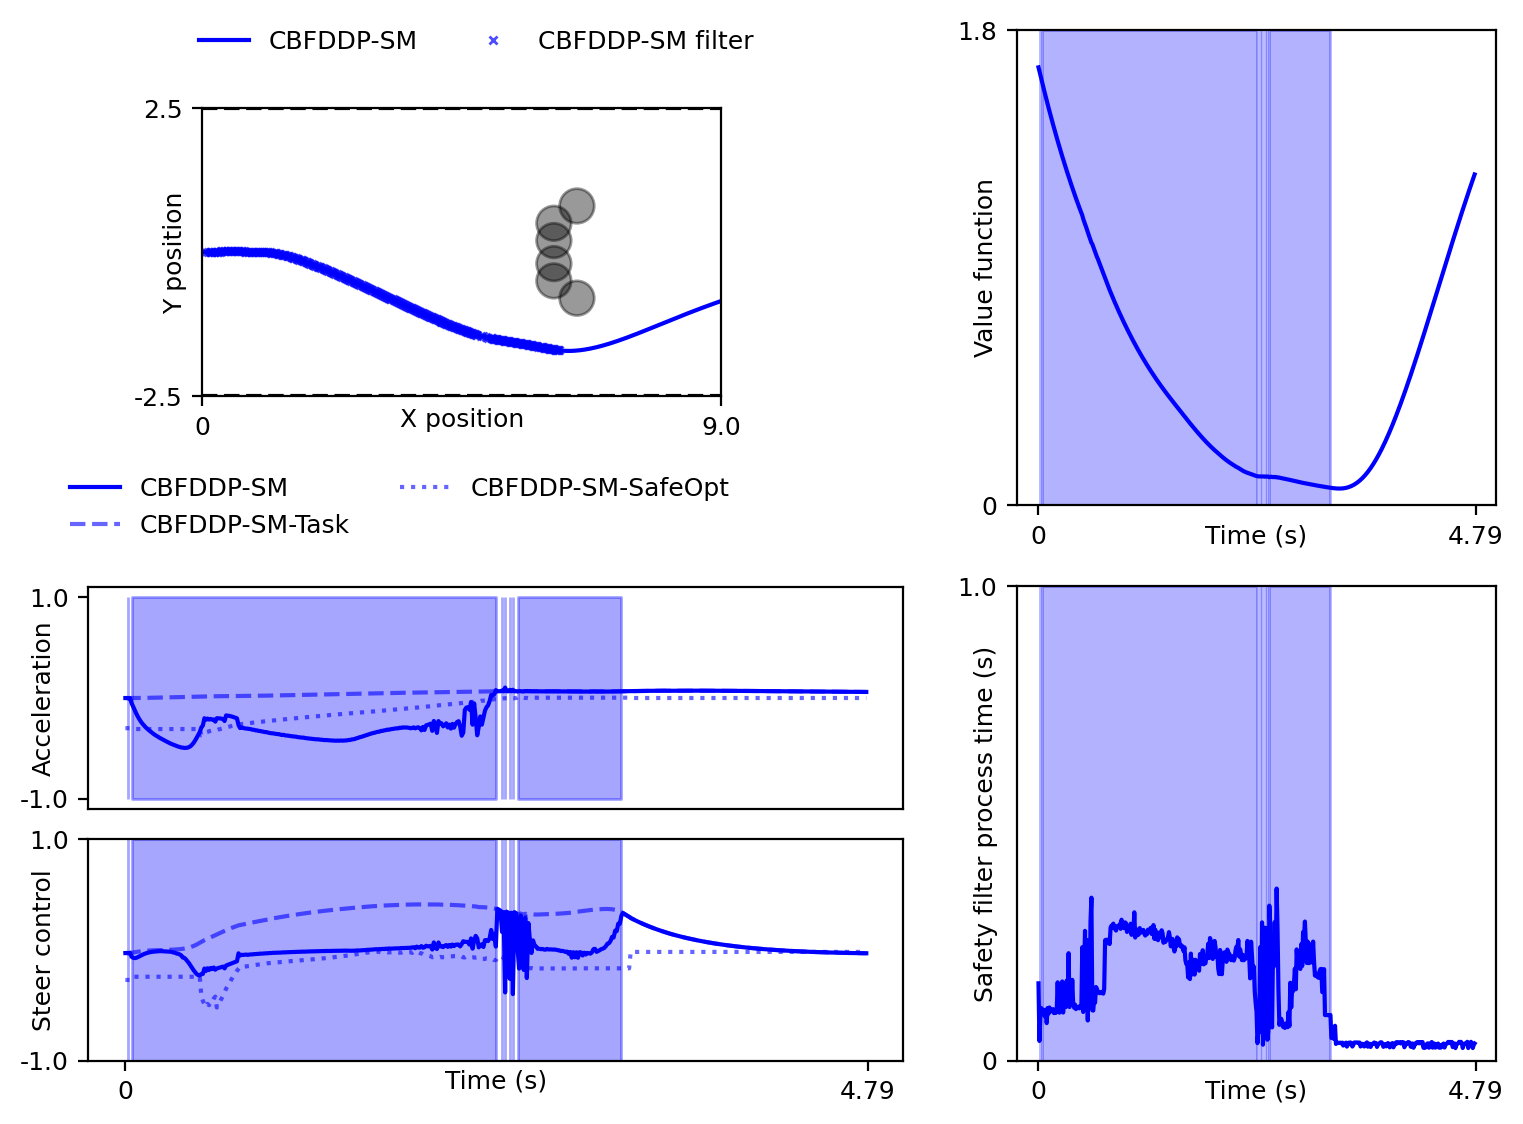 CBFDDP-SM
CBFDDP-SM filter
2.5
Y position
-2.5
0
X position
9.0
CBFDDP-SM
CBFDDP-SM-SafeOpt
CBFDDP-SM-Task
1.0
Acceleration
-1.0
1.0
Steer control
-1.0
0
Time (s)
4.79
1.8
Value function
0
0
Time (s)
4.79
1.0
Safety filter process time (s)
0
0
Time (s)
4.79